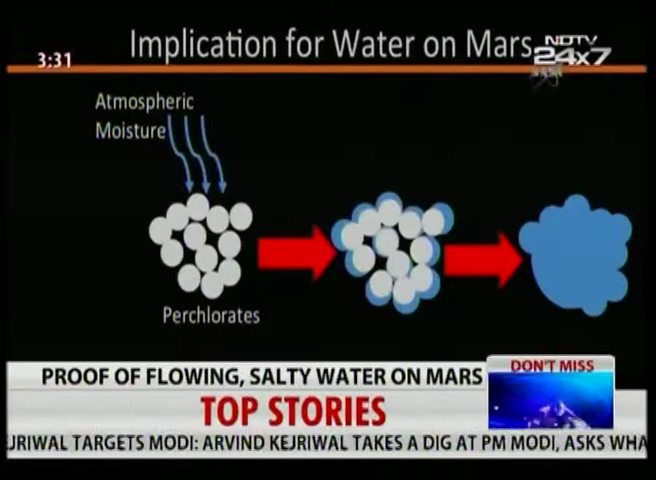 Implication for Water on Mars
NDTV
24x7
3:31
Atmospheric
Moisture
Perchlorates
DON'T MISS
PROOF OF FLOWING, SALTY WATER ON MARS
TOP STORIES
JRIWAL TARGETS MODI: ARVIND KEJRIWAL TAKES A DIG AT PM MODI, ASKS WHA